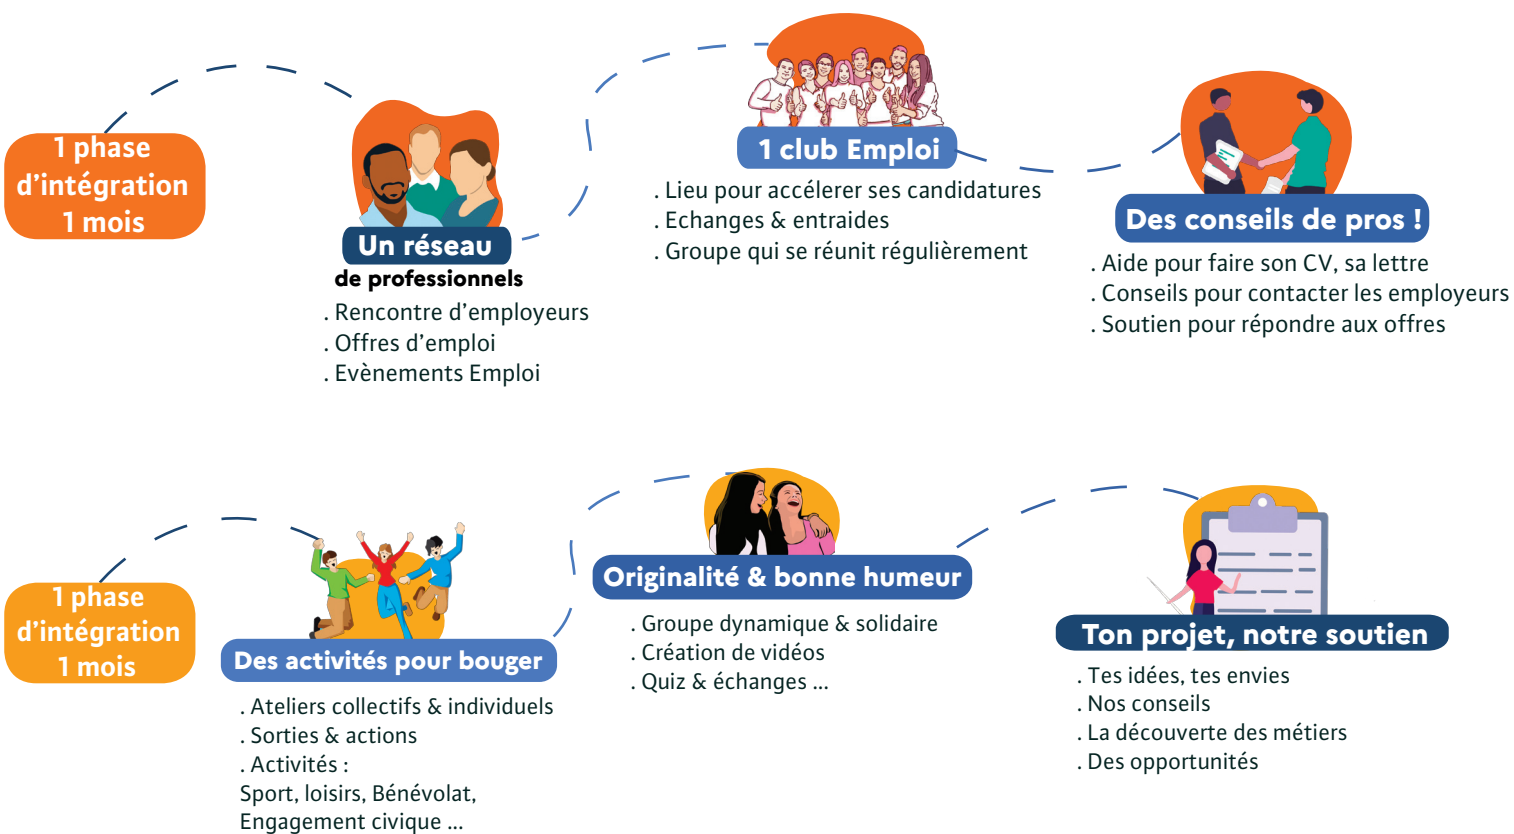 1 phase
d'intégration
1 mois
Un réseau
de professionnels
. Rencontre d'employeurs
. Offres d'emploi
. Evènements Emploi
1 club Emploi
. Lieu pour accélerer ses candidatures
. Echanges & entraides
. Groupe qui se réunit régulièrement
Des conseils de pros !
. Aide pour faire son CV, sa lettre
. Conseils pour contacter les employeurs
. Soutien pour répondre aux offres
1 phase
d'intégration
1 mois
Des activités pour bouger
. Ateliers collectifs & individuels
. Sorties & actions
. Activités :
Sport, loisirs, Bénévolat,
Engagement civique ...
Originalité & bonne humeur
. Groupe dynamique & solidaire
. Création de vidéos
. Quiz & échanges ...
Ton projet, notre soutien
. Tes idées, tes envies
. Nos conseils
. La découverte des métiers
. Des opportunités